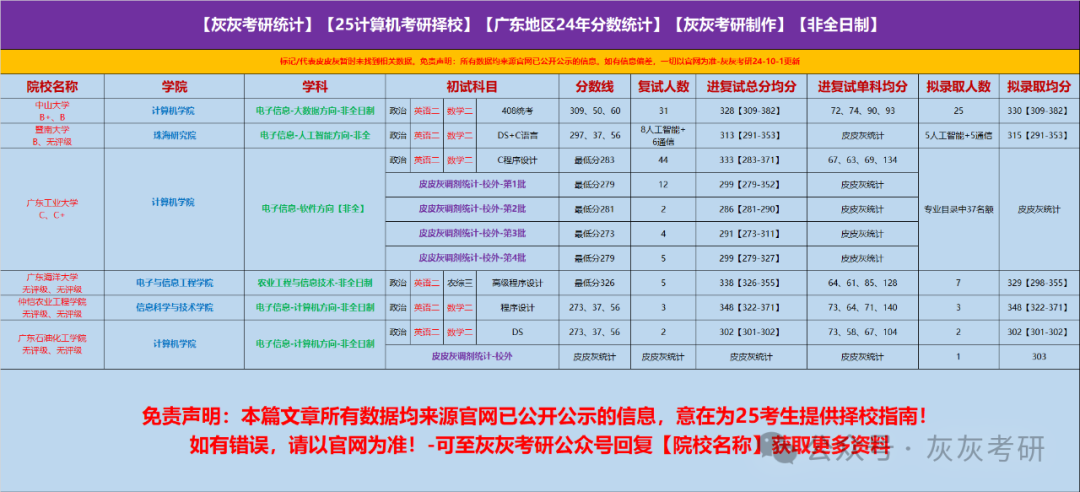 【灰灰考研统计】【25计算机考研择校】【广东地区24年分数统计】【灰灰考研制作】【非全日制】
标记/代表皮皮灰暂时未找到相关数据。免责声明：所有数据均来源官网已公开公示的信息，如有信息偏差，一切以官网为准-灰灰考研24-10-1更新
院校名称 学院 学科 初试科目 分数线 复试人数 进复试总分均分 进复试单科均分 拟录取人数 拟录取均分
中山大学 B+、B 计算机学院 电子信息-大数据方向-非全日制 政治 英语二 数学二 408统考 309、50、60 31 328【309-382】 72、74、90、93 25 330【309-382】
暨南大学 B、无评级 珠海研究院 电子信息-人工智能方向-非全 政治 英语二 数学二 DS+C语言 297、37、56 8人工智能+6通信 313【291-353】 皮皮灰统计 5人工智能+5通信 315【291-353】
广东工业大学 C、C+ 计算机学院 电子信息-软件方向【非全】 政治 英语二 数学二 C程序设计 最低分283 44 333【283-371】 67、63、69、134 专业目录中37名额 皮皮灰统计
皮皮灰调剂统计-校外-第1批 最低分279 12 299【279-352】 皮皮灰统计
皮皮灰调剂统计-校外-第2批 最低分281 2 286【281-290】 皮皮灰统计
皮皮灰调剂统计-校外-第3批 最低分273 4 291【273-311】 皮皮灰统计
皮皮灰调剂统计-校外-第4批 最低分279 5 299【279-327】 皮皮灰统计
广东海洋大学 无评级、无评级 电子与信息工程学院 农业工程与信息技术-非全日制 政治 英语二 农综三 高级程序设计 最低分326 5 338【326-355】 64、61、85、128 7 329【298-355】
仲恺农业工程学院 无评级、无评级 信息科学与技术学院 电子信息-计算机方向-非全日制 政治 英语二 数学二 程序设计 273、37、56 3 348【322-371】 73、64、71、140 3 348【322-371】
广东石油化工学院 无评级、无评级 计算机学院 电子信息-计算机方向-非全日制 政治 英语二 数学二 DS 273、37、56 2 302【301-302】 73、58、67、104 2 302【301-302】
皮皮灰调剂统计-校外 皮皮灰统计 皮皮灰统计 皮皮灰统计 皮皮灰统计 1 303
免责声明：本篇文章所有数据均来源官网已公开公示的信息，意在为25考生提供择校指南！
如有错误，请以官网为准！-可至灰灰考研公众号回复【院校名称】获取更多资料
公众号·灰灰考研